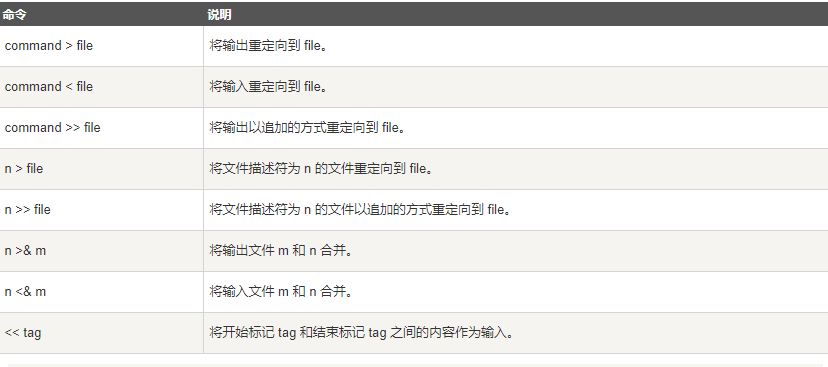 命令 说明
command > file 将输出重定向到 file。
command < file 将输入重定向到 file。
command >> file 将输出以追加的方式重定向到 file。
n > file 将文件描述符为 n 的文件重定向到 file。
n >> file 将文件描述符为 n 的文件以追加的方式重定向到 file。
n >& m 将输出文件 m 和 n 合并。
n <& m 将输入文件 m 和 n 合并。
<< tag 将开始标记 tag 和结束标记 tag 之间的内容作为输入。